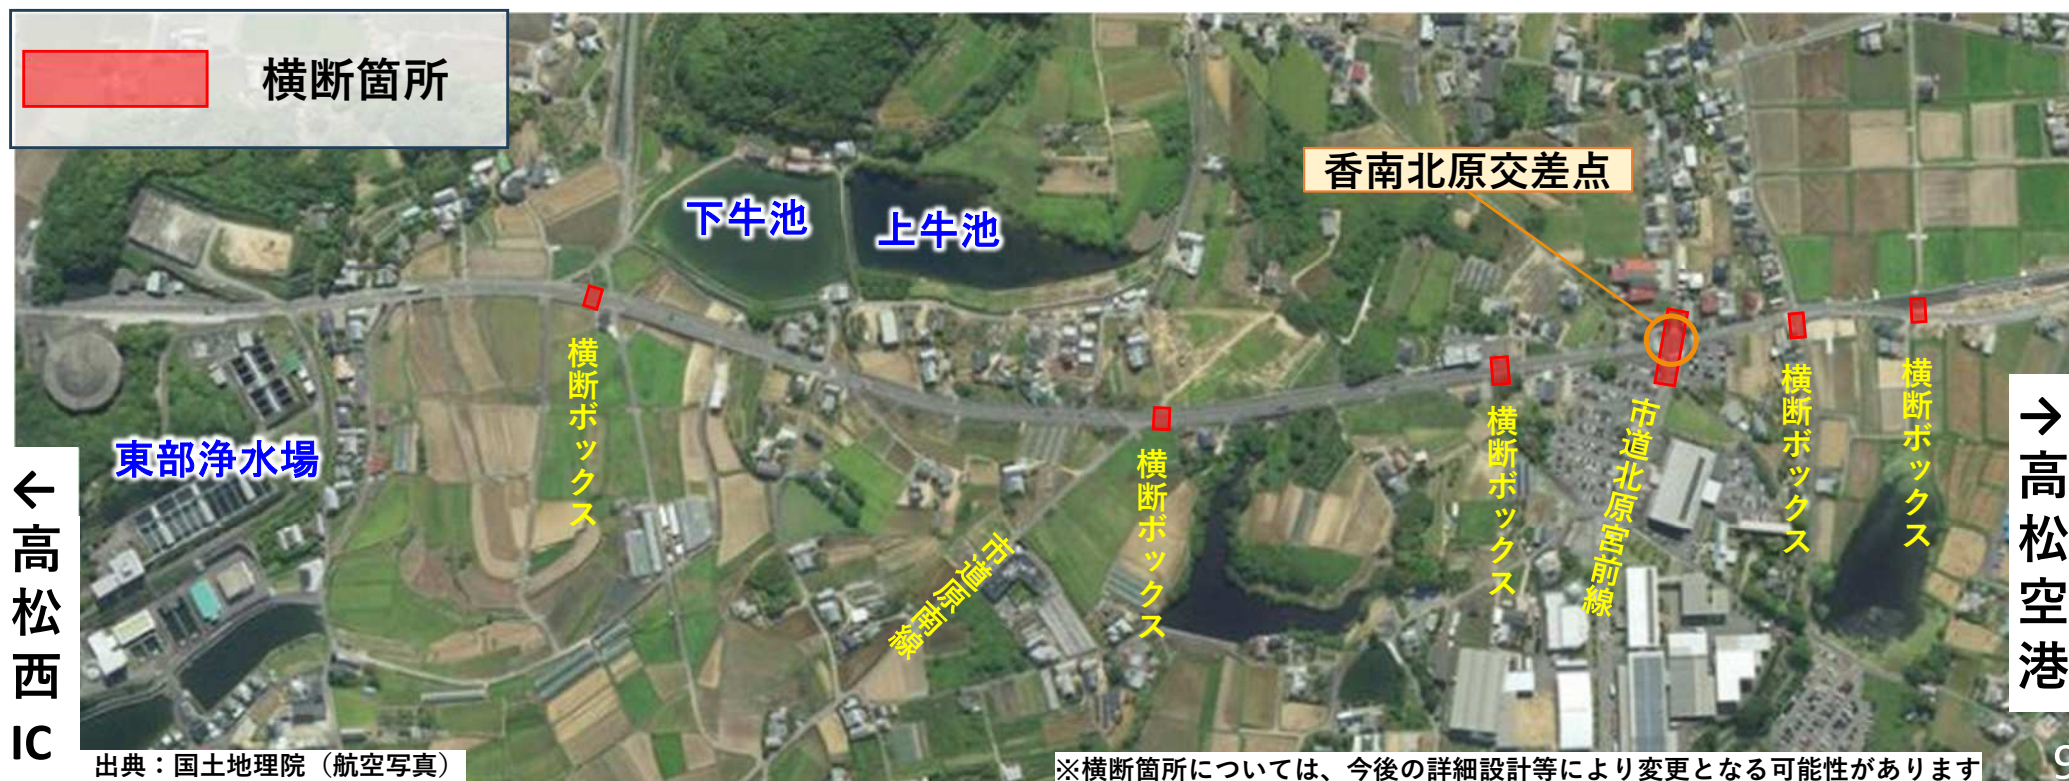 横断箇所
香南北原交差点
下牛池
上牛池
東部浄水場
横断ボックス
横断ボックス
横断ボックス
横断ボックス
横断ボックス
市道原南線
市道北原宮前線
←高松西IC
→高松空港
出典：国土地理院（航空写真）
※横断箇所については、今後の詳細設計等により変更となる可能性があります